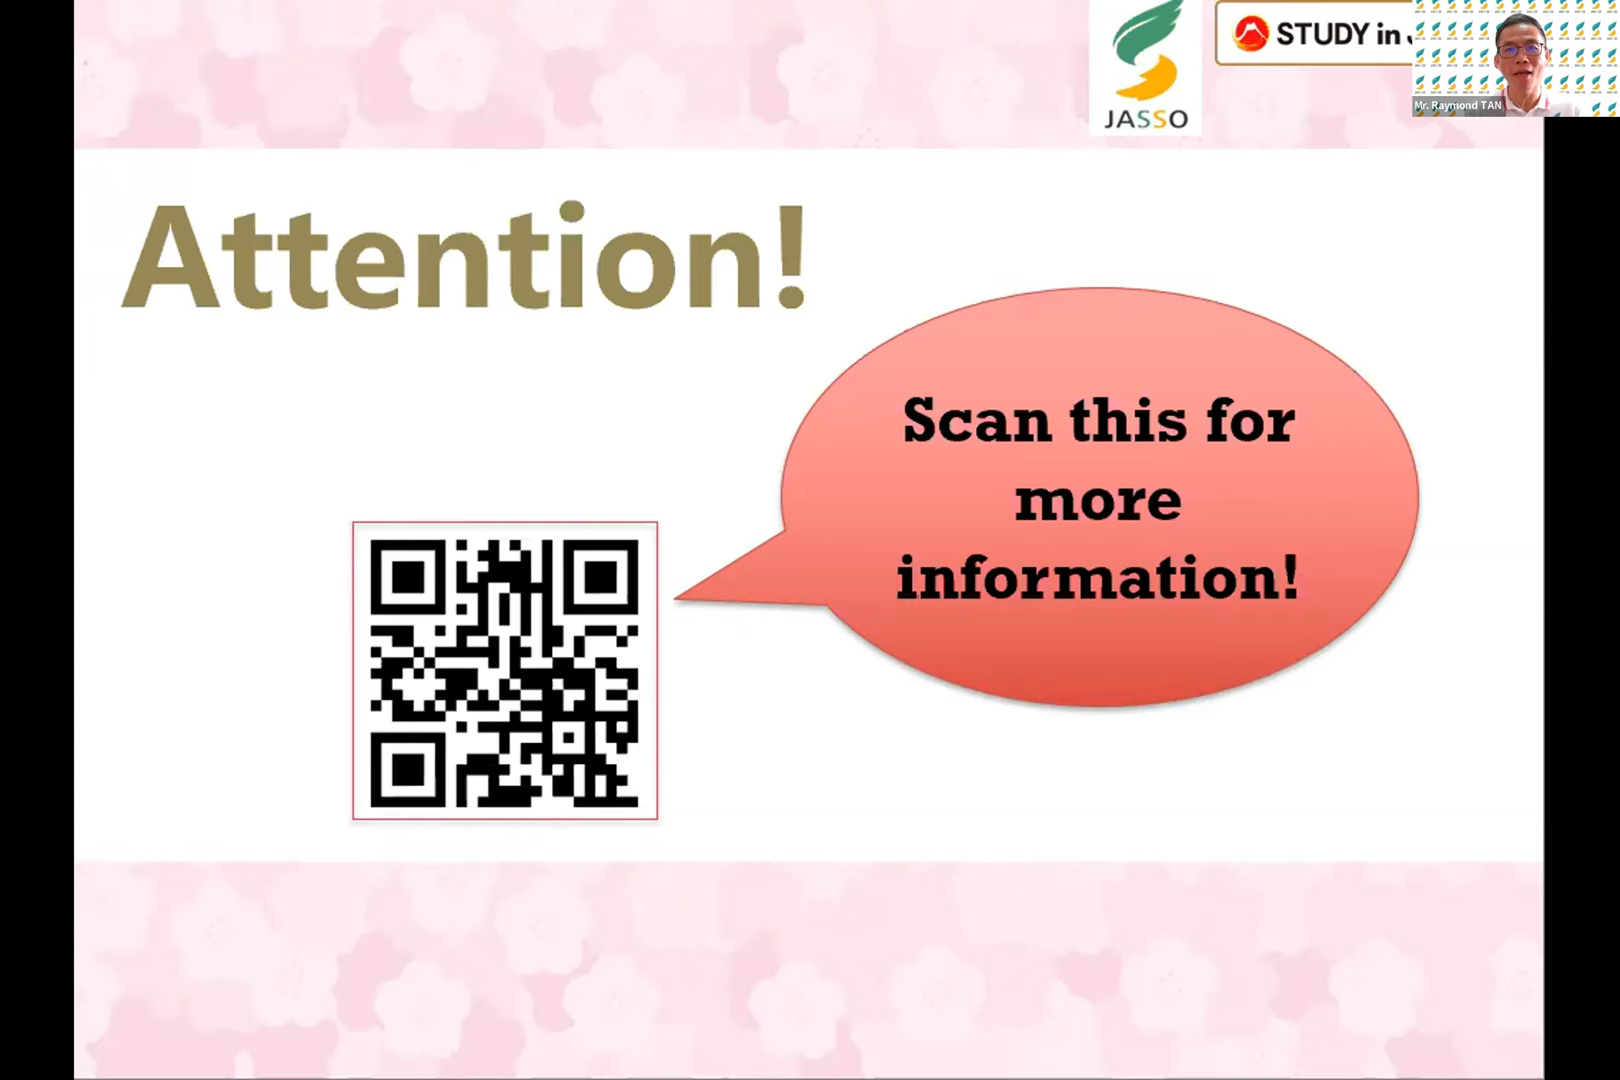 JASSO
STUDY in
Mr. Raymond TAN
Attention!
Scan this for
more
information!